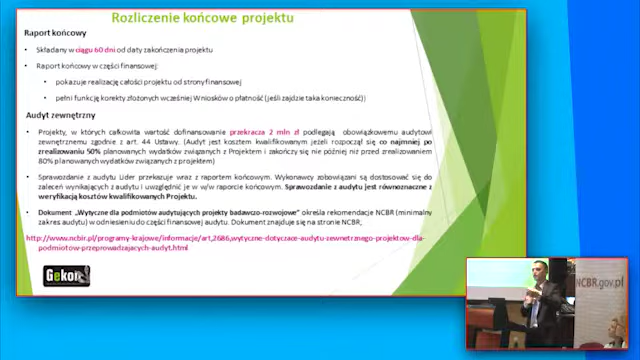 Rozliczenie końcowe projektu
Raport końcowy
• Składany w ciągu 60 dni od daty zakończenia projektu
• Raport końcowy w części finansowej:
• pokazuje realizację całości projektu od strony finansowej
• pełni funkcję korekty złożonych wcześniej Wniosków o płatność (jeśli zajdzie taka konieczność)
Audyt zewnętrzny
• Projekty, w których całkowita wartość dofinansowanie przekracza 2 mln zł podlegają obowiązkowemu audytowi
zewnętrznemu zgodnie z art. 44 Ustawy. (Audyt jest kosztem kwalifikowanym jeżeli rozpoczął się co najmniej po
zrealizowaniu 50% planowanych wydatków związanych z Projektem i zakończy się nie później niż przed zrealizowaniem
80% planowanych wydatków związanych z projektem)
• Sprawozdanie z audytu Lider przekazuje wraz z raportem końcowym. Wykonawcy zobowiązani są dostosować się do
zaleceń wynikających z audytu i uwzględnić je w w/w raporcie końcowym. Sprawozdanie z audytu jest równoznaczne z
weryfikacją kosztów kwalifikowanych Projektu.
• Dokument „Wytyczne dla podmiotów audytujących projekty badawczo-rozwojowe" określa rekomendacje NCBR (minimalny
zakres audytu) w odniesieniu do części finansowej audytu. Dokument znajduje się na stronie NCBR;
http://www.ncbr.pl/programy-krajowe/informacje/art,2686,wytyczne-dotyczace-audytu-zewnetrznego-projektow-dla-
podmiotow-przeprowadzajacych-audyt.html
Gekon
NCBR.gov.pl